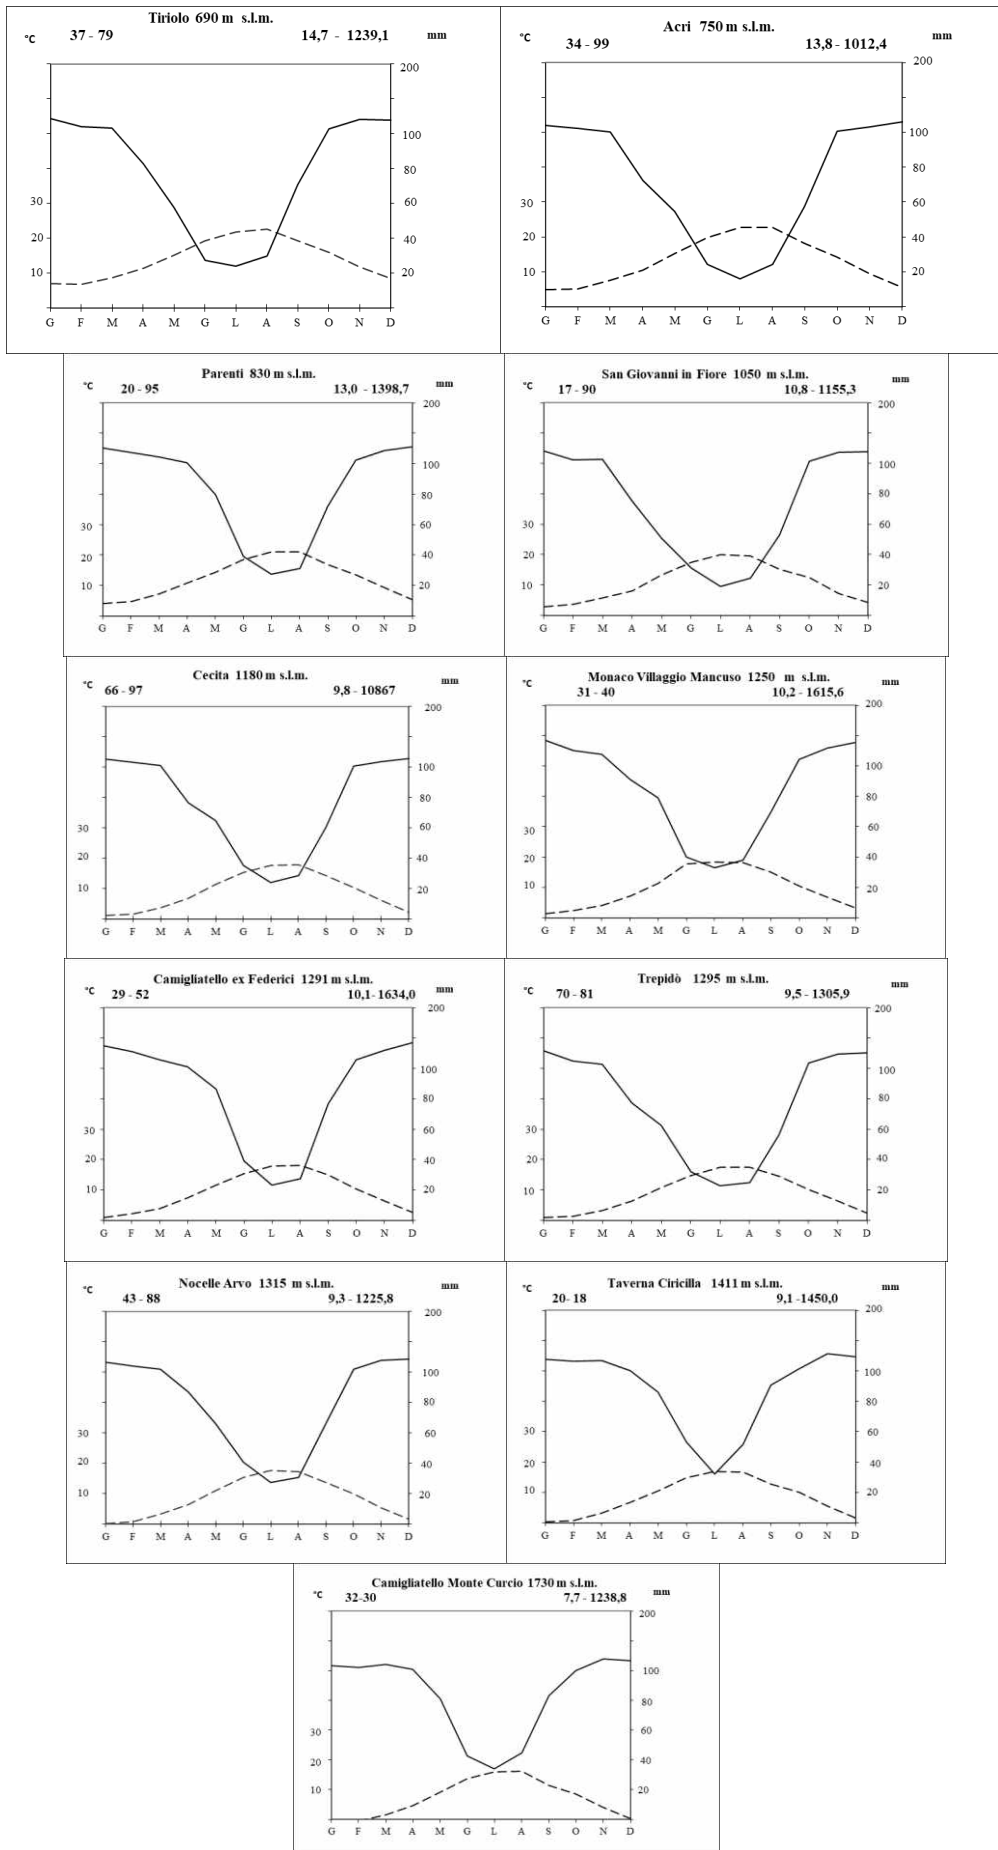 Tiriolo 690 m s.l.m.
°C 37 - 79 14,7 - 1239,1 mm
200
100
80
30 60
20 40
10 20
G F M A M G L A S O N D
Acri 750 m s.l.m.
°C 34 - 99 13,8 - 1012,4 mm
200
100
80
30 60
20 40
10 20
G F M A M G L A S O N D
Parenti 830 m s.l.m.
°C 20 - 95 13,0 - 1398,7 mm
200
100
80
30 60
20 40
10 20
G F M A M G L A S O N D
San Giovanni in Fiore 1050 m s.l.m.
°C 17 - 90 10,8 - 1155,3 mm
200
100
80
30 60
20 40
10 20
G F M A M G L A S O N D
Cecita 1180 m s.l.m.
°C 66 - 97 9,8 - 10867 mm
200
100
80
30 60
20 40
10 20
G F M A M G L A S O N D
Monaco Villaggio Mancuso 1250 m s.l.m.
°C 31 - 40 10,2 - 1615,6 mm
200
100
80
30 60
20 40
10 20
G F M A M G L A S O N D
Camigliatello ex Federici 1291 m s.l.m.
°C 29 - 52 10,1- 1634,0 mm
200
100
80
30 60
20 40
10 20
G F M A M G L A S O N D
Trepidò 1295 m s.l.m.
°C 70 - 81 9,5 - 1305,9 mm
200
100
80
30 60
20 40
10 20
G F M A M G L A S O N D
Nocelle Arvo 1315 m s.l.m.
°C 43 - 88 9,3 - 1225,8 mm
200
100
80
30 60
20 40
10 20
G F M A M G L A S O N D
Taverna Ciricilla 1411 m s.l.m.
°C 20- 18 9,1 -1450,0 mm
200
100
80
30 60
20 40
10 20
G F M A M G L A S O N D
Camigliatello Monte Curcio 1730 m s.l.m.
°C 32-30 7,7 - 1238,8 mm
200
100
80
30 60
20 40
10 20
G F M A M G L A S O N D